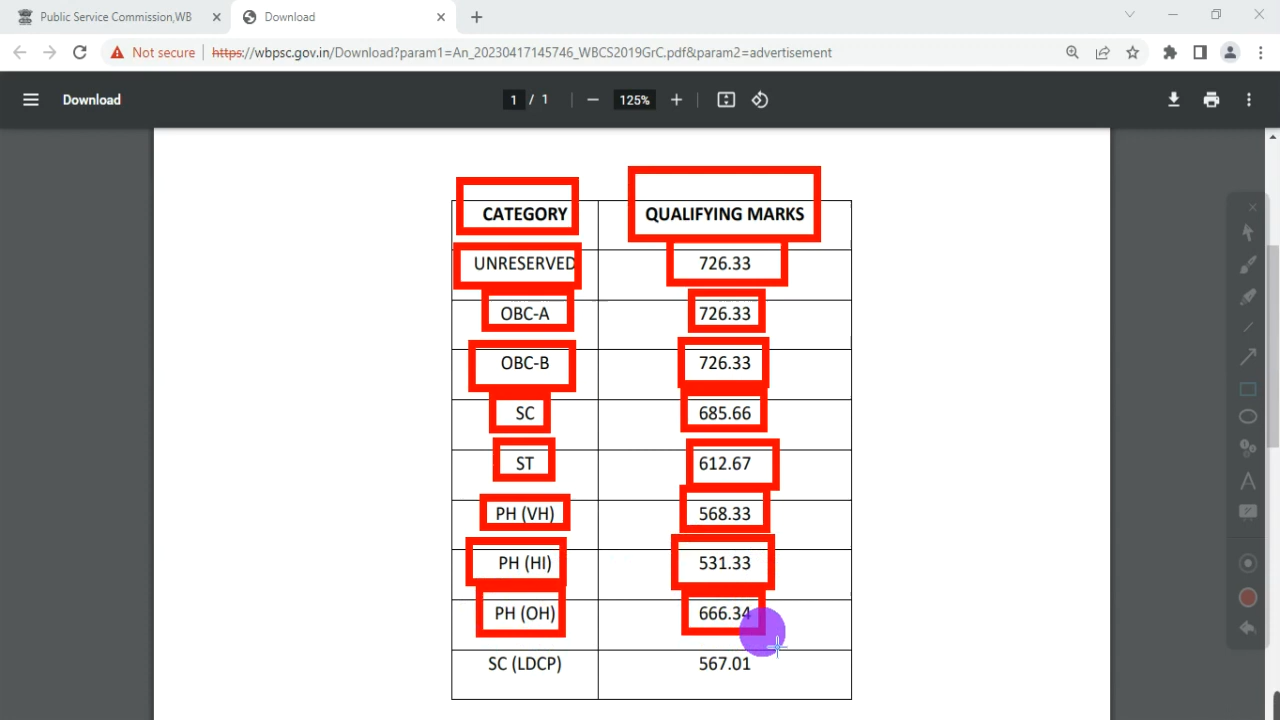 Public Service Commission,WB
Download
Not secure https://wbpsc.gov.in/Download?param1=An_20230417145746_WBCS2019GrC.pdf&param2=advertisement
Download 1 / 1 125%
CATEGORY QUALIFYING MARKS
UNRESERVED 726.33
OBC-A 726.33
OBC-B 726.33
SC 685.66
ST 612.67
PH (VH) 568.33
PH (HI) 531.33
PH (OH) 666.34
SC (LDCP) 567.01